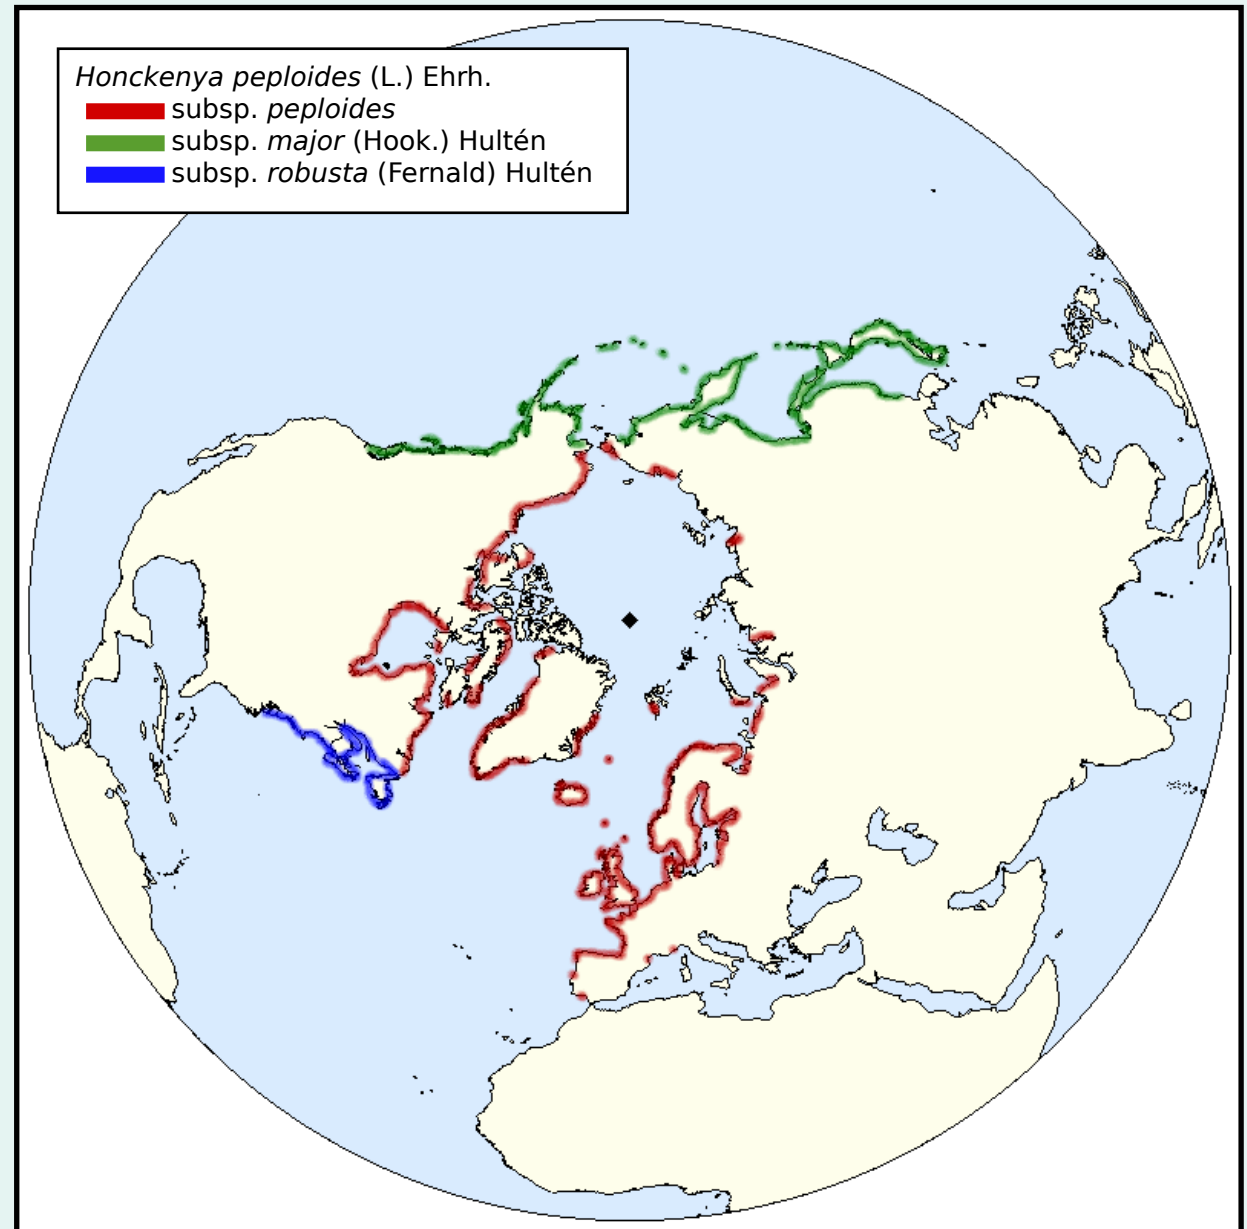 Honckenya peploides (L.) Ehrh.
subsp. peploides
subsp. major (Hook.) Hultén
subsp. robusta (Fernald) Hultén